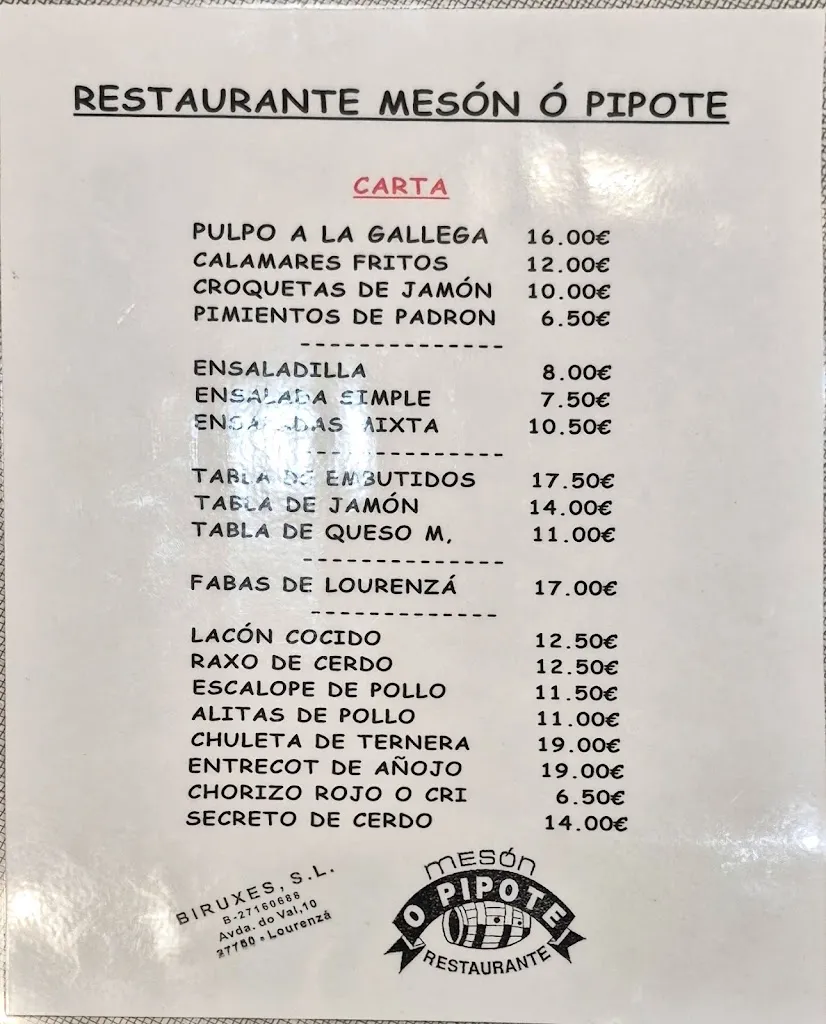 RESTAURANTE MESÓN Ó PIPOTE
CARTA
PULPO A LA GALLEGA 16.00€
CALAMARES FRITOS 12.00€
CROQUETAS DE JAMÓN 10.00€
PIMIENTOS DE PADRON 6.50€
--------------
ENSALADILLA 8.00€
ENSALADA SIMPLE 7.50€
ENSALADAS MIXTA 10.50€
--------------
TABLA DE EMBUTIDOS 17.50€
TABLA DE JAMÓN 14.00€
TABLA DE QUESO M, 11.00€
--------------
FABAS DE LOURENZÁ 17.00€
-------------
LACÓN COCIDO 12.50€
RAXO DE CERDO 12.50€
ESCALOPE DE POLLO 11.50€
ALITAS DE POLLO 11.00€
CHULETA DE TERNERA 19.00€
ENTRECOT DE AÑOJO 19.00€
CHORIZO ROJO O CRI 6.50€
SECRETO DE CERDO 14.00€
BIRUXES, S.L.
B-27160688
Avda. do Val,10
27760 - Lourenzá
MESÓN
O PIPOTE
RESTAURANTE